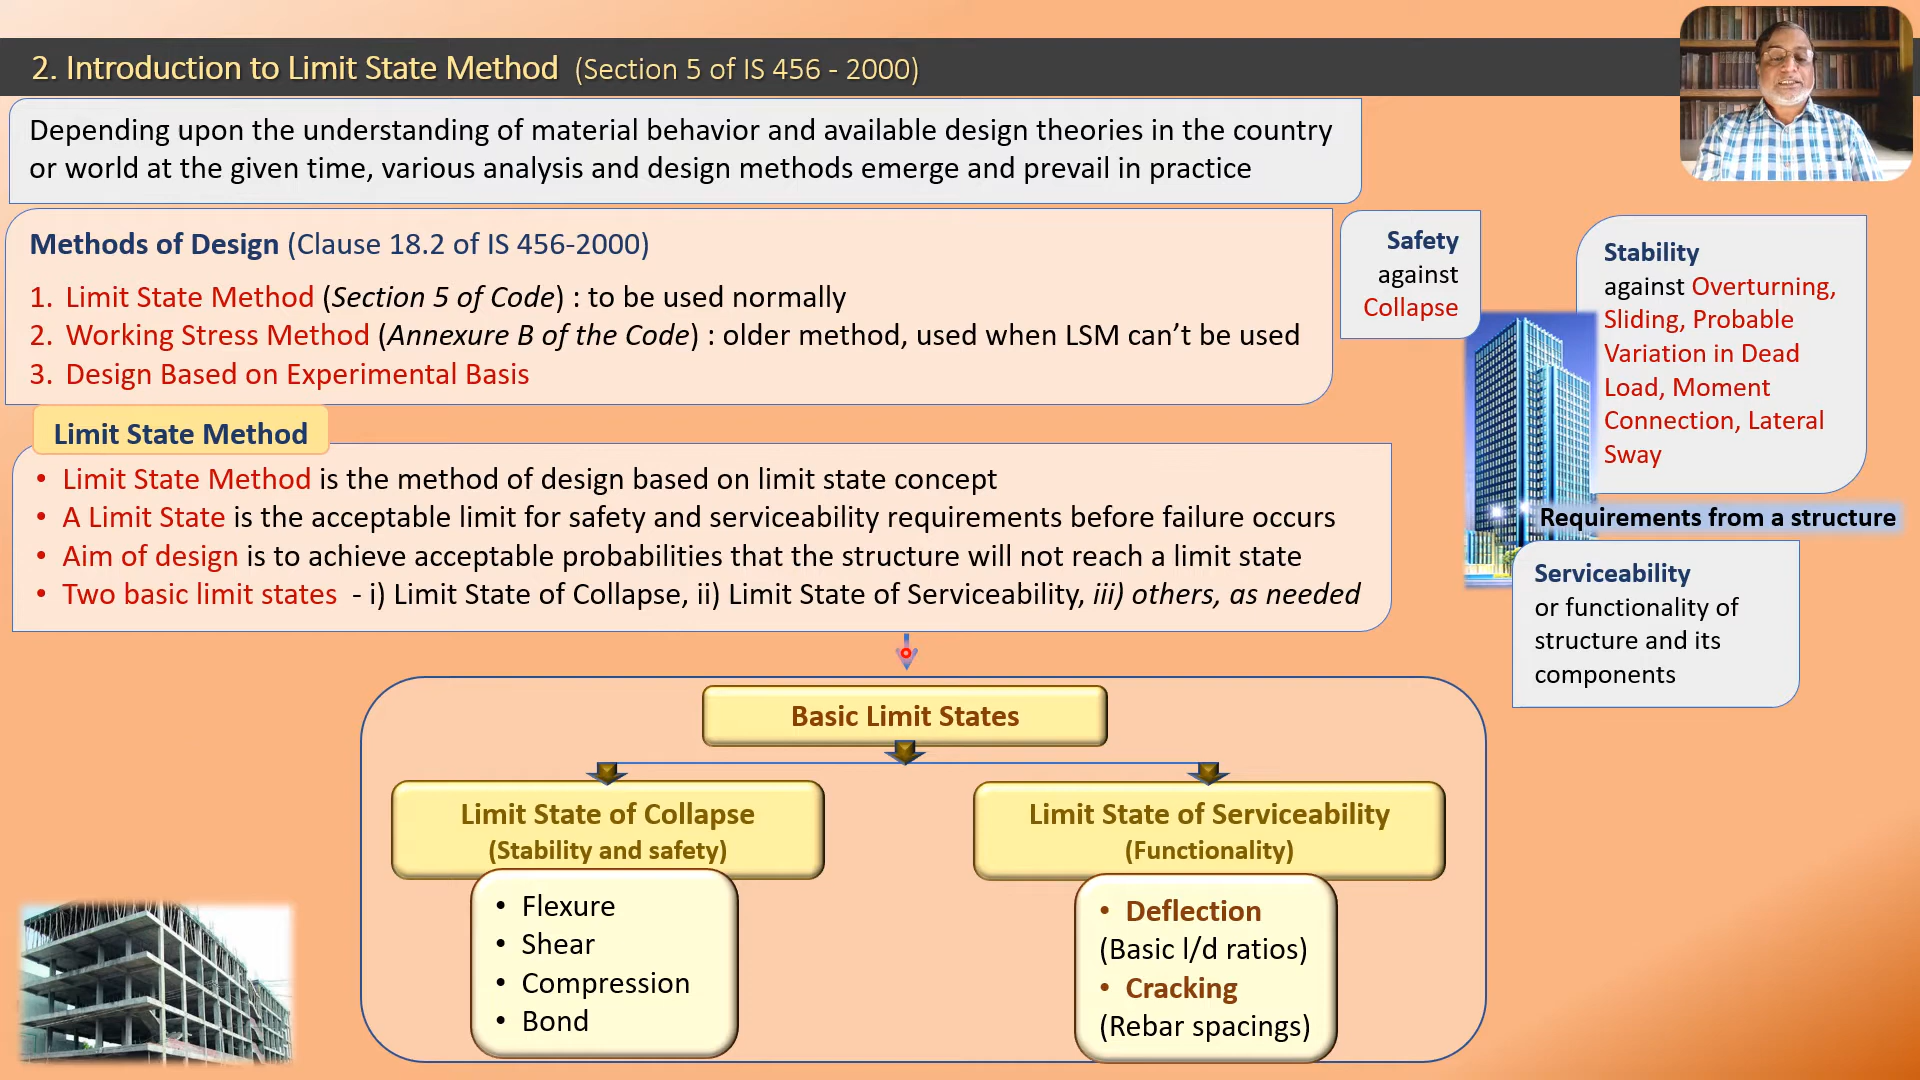 2. Introduction to Limit State Method (Section 5 of IS 456 - 2000)
Depending upon the understanding of material behavior and available design theories in the country
or world at the given time, various analysis and design methods emerge and prevail in practice
Methods of Design (Clause 18.2 of IS 456-2000)
1. Limit State Method (Section 5 of Code) : to be used normally
2. Working Stress Method (Annexure B of the Code) : older method, used when LSM can’t be used
3. Design Based on Experimental Basis
Safety
against
Collapse
Stability
against Overturning,
Sliding, Probable
Variation in Dead
Load, Moment
Connection, Lateral
Sway
Requirements from a structure
Serviceability
or functionality of
structure and its
components
Limit State Method
• Limit State Method is the method of design based on limit state concept
• A Limit State is the acceptable limit for safety and serviceability requirements before failure occurs
• Aim of design is to achieve acceptable probabilities that the structure will not reach a limit state
• Two basic limit states - i) Limit State of Collapse, ii) Limit State of Serviceability, iii) others, as needed
Basic Limit States
Limit State of Collapse
(Stability and safety)
• Flexure
• Shear
• Compression
• Bond
Limit State of Serviceability
(Functionality)
• Deflection
(Basic l/d ratios)
• Cracking
(Rebar spacings)